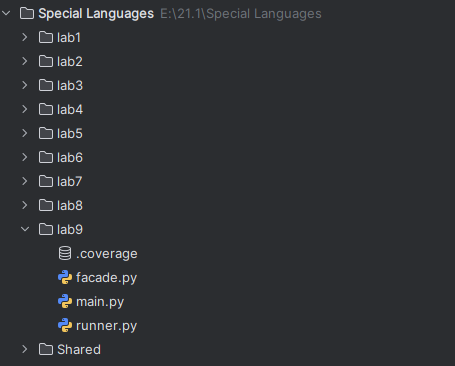 Special Languages E:\21.1\Special Languages
lab1
lab2
lab3
lab4
lab5
lab6
lab7
lab8
lab9
.coverage
facade.py
main.py
runner.py
Shared